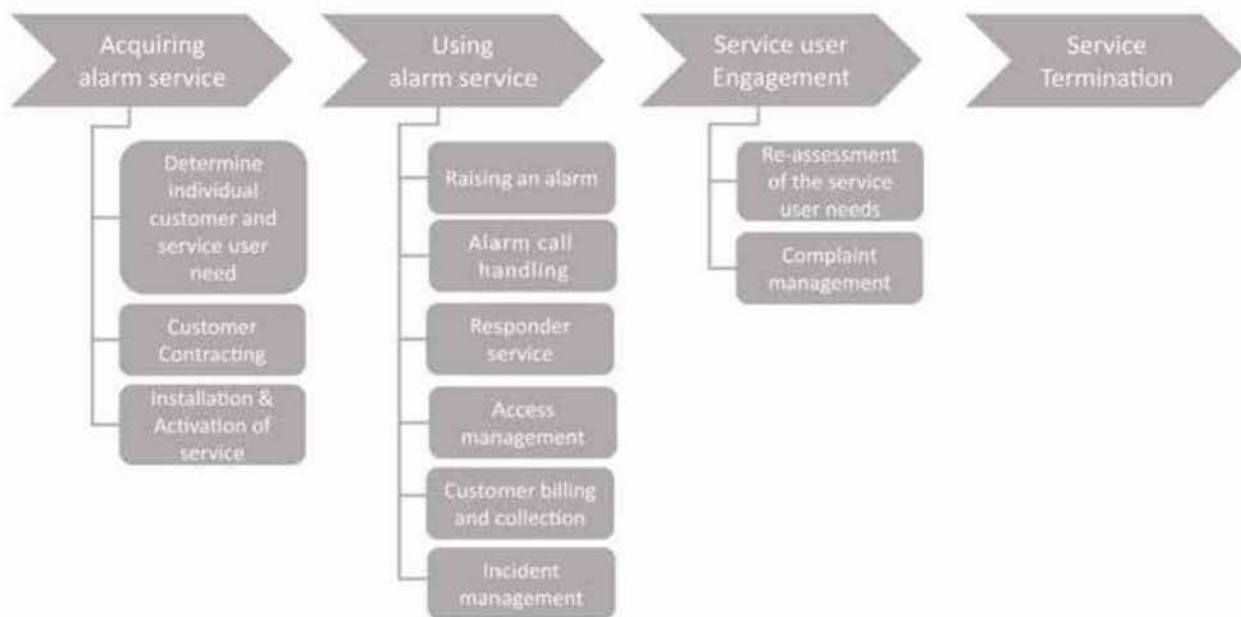 Acquiring
alarm service
Determine
individual
customer and
service user
need
Customer
Contracting
Installation &
Activation of
service
Using
alarm service
Raising an alarm
Alarm call
handling
Responder
service
Access
management
Customer billing
and collection
Incident
management
Service user
Engagement
Re-assessment
of the service
user needs
Complaint
management
Service
Termination